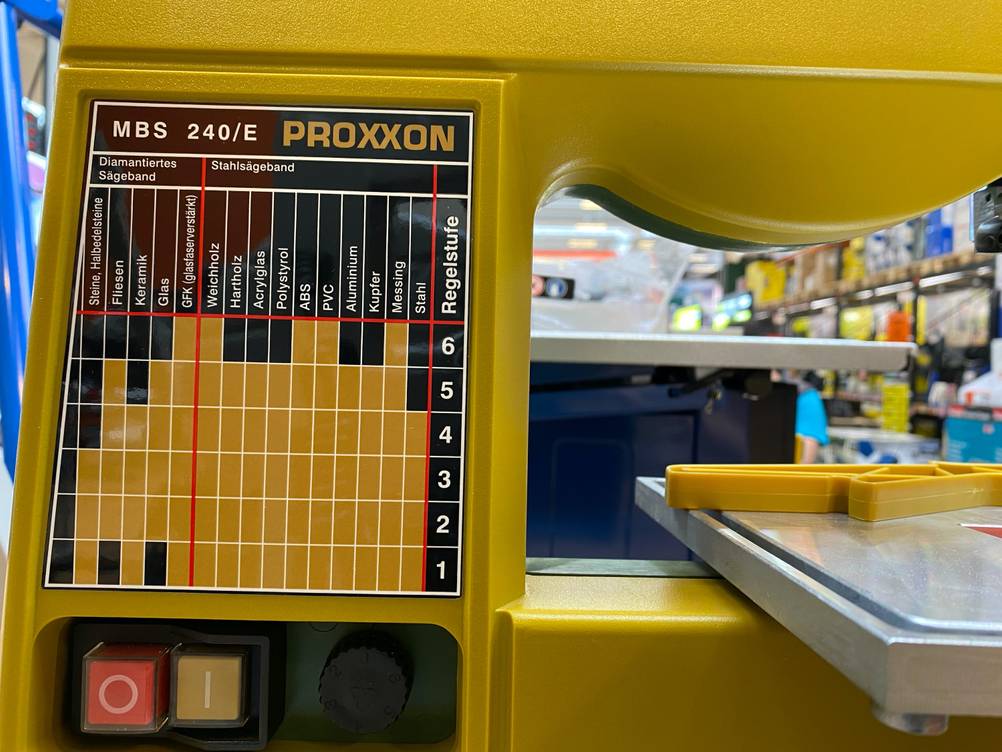 MBS 240/E PROXXON
Diamantiertes
Sägeband
Stahlsägeband
Steine, Halbedelsteine
Fliesen
Keramik
Glas
GFK (glasfaserverstärkt)
Weichholz
Hartholz
Acrylglas
Polystyrol
ABS
PVC
Aluminium
Kupfer
Messing
Stahl
Regelstufe
6
5
4
3
2
1